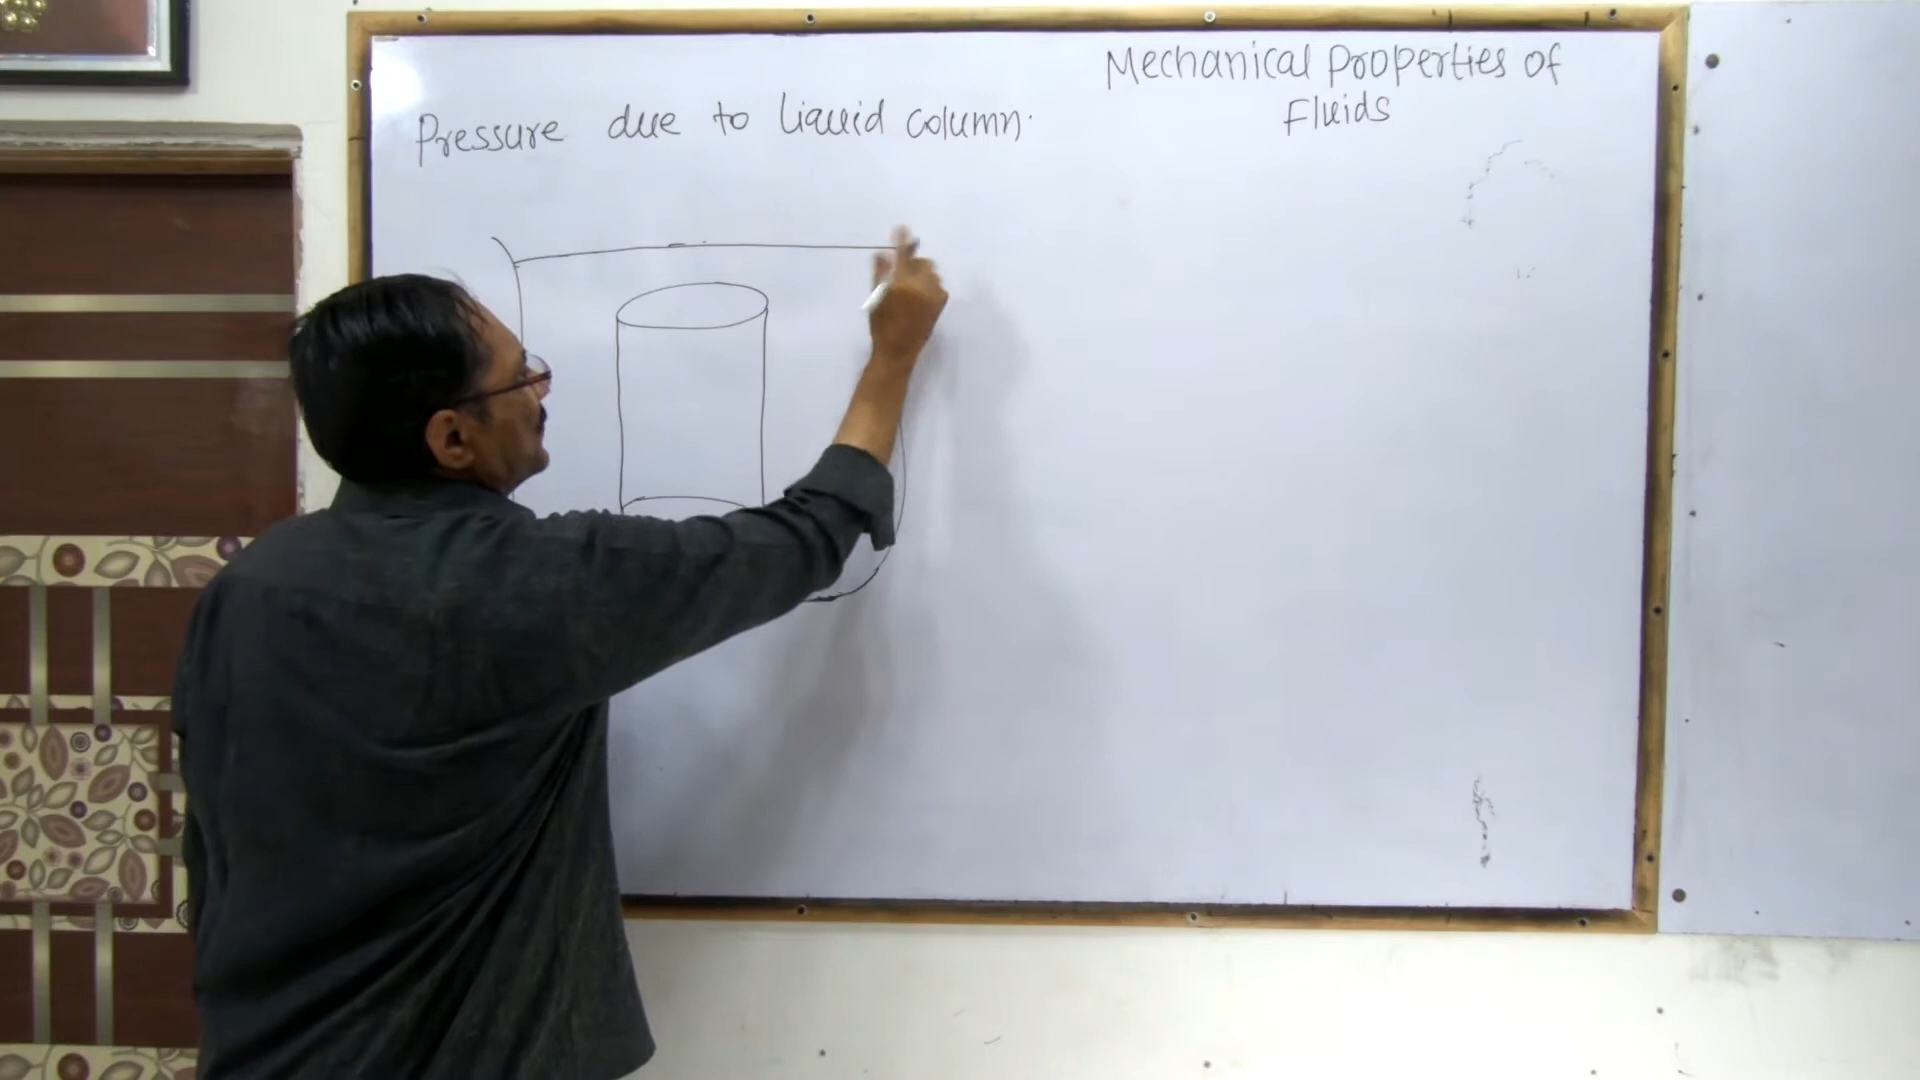 Mechanical Properties of
Fluids
Pressure due to liquid column.